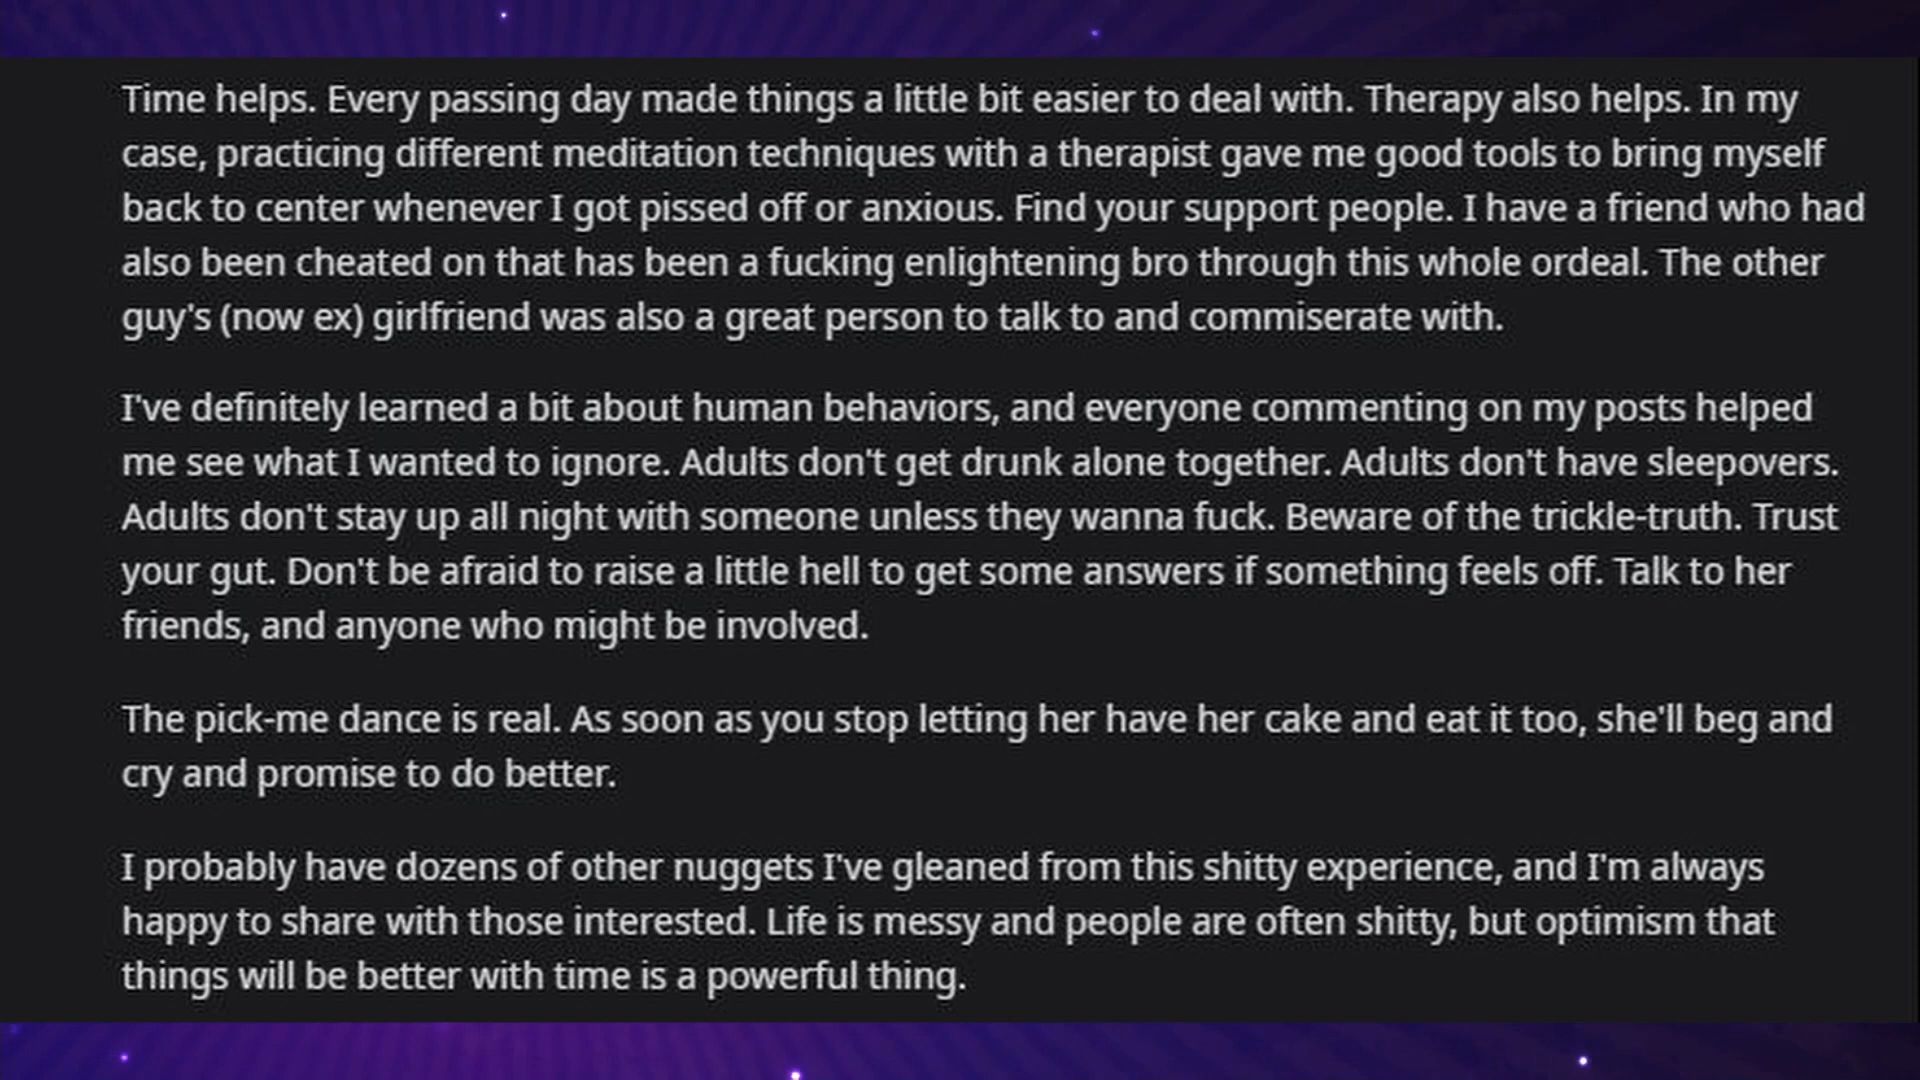 Time helps. Every passing day made things a little bit easier to deal with. Therapy also helps. In my
case, practicing different meditation techniques with a therapist gave me good tools to bring myself
back to center whenever I got pissed off or anxious. Find your support people. I have a friend who had
also been cheated on that has been a fucking enlightening bro through this whole ordeal. The other
guy's (now ex) girlfriend was also a great person to talk to and commiserate with.
I've definitely learned a bit about human behaviors, and everyone commenting on my posts helped
me see what I wanted to ignore. Adults don't get drunk alone together. Adults don't have sleepovers.
Adults don't stay up all night with someone unless they wanna fuck. Beware of the trickle-truth. Trust
your gut. Don't be afraid to raise a little hell to get some answers if something feels off. Talk to her
friends, and anyone who might be involved.
The pick-me dance is real. As soon as you stop letting her have her cake and eat it too, she'll beg and
cry and promise to do better.
I probably have dozens of other nuggets I've gleaned from this shitty experience, and I'm always
happy to share with those interested. Life is messy and people are often shitty, but optimism that
things will be better with time is a powerful thing.